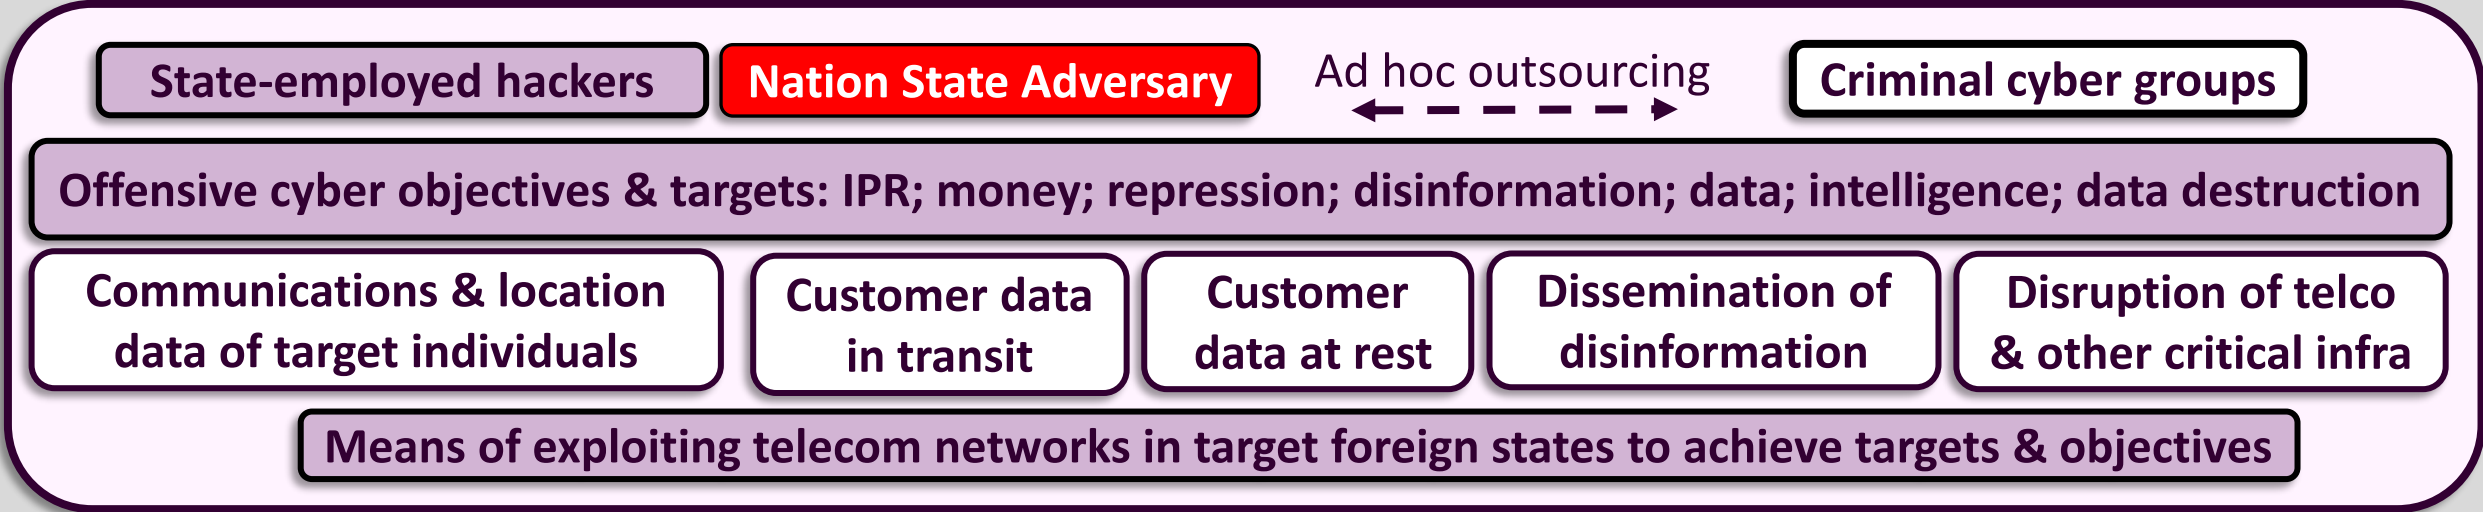 State-employed hackers
Nation State Adversary
Ad hoc outsourcing
Criminal cyber groups
Offensive cyber objectives & targets: IPR; money; repression; disinformation; data; intelligence; data destruction
Communications & location
data of target individuals
Customer data
in transit
Customer
data at rest
Dissemination of
disinformation
Disruption of telco
& other critical infra
Means of exploiting telecom networks in target foreign states to achieve targets & objectives